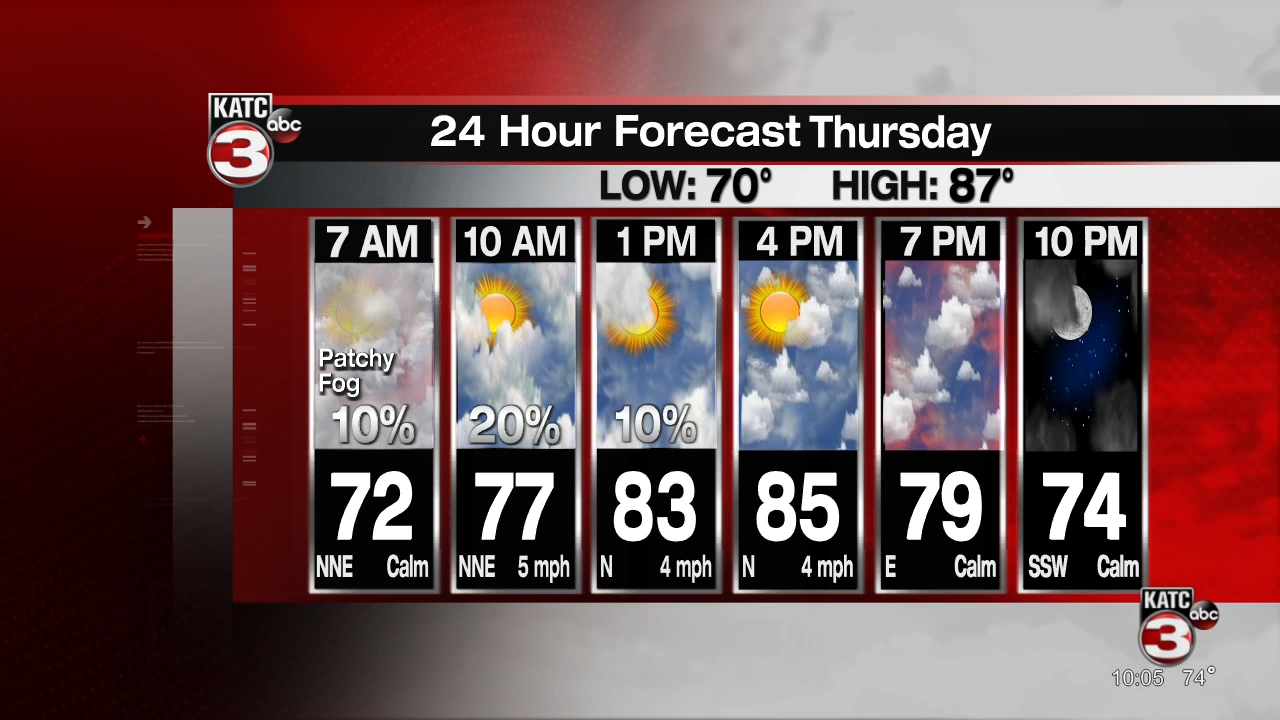 KATC
abc
3
24 Hour Forecast Thursday
LOW: 70° HIGH: 87°
7 AM
Patchy
Fog
10%
72
NNE Calm
10 AM
20%
77
NNE 5 mph
1 PM
10%
83
N 4 mph
4 PM
85
N 4 mph
7 PM
79
E Calm
10 PM
74
SSW Calm
KATC
abc
3
10:05 74°